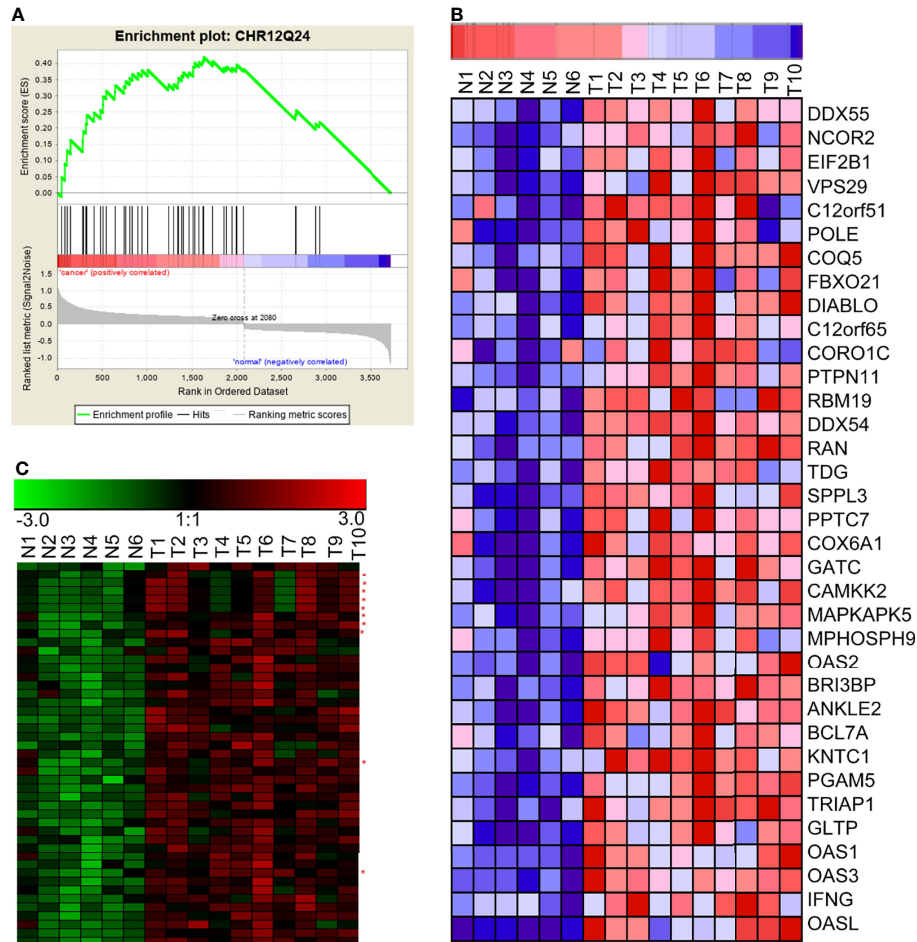 A
Enrichment plot: CHR12Q24
Enrichment score (ES)
0.40
0.35
0.30
0.25
0.20
0.15
0.10
0.05
0.00
'cancer' (positively correlated)
Ranked list metric (Signal2Noise)
1.5
1.0
0.5
0.0
-0.5
-1.0
Zero cross at 2080
'normal' (negatively correlated)
0 500 1,000 1,500 2,000 2,500 3,000 3,500
Rank in Ordered Dataset
Enrichment profile Hits Ranking metric scores
B
N1 N2 N3 N4 N5 N6 T1 T2 T3 T4 T5 T6 T7 T8 T9 T10
DDX55
NCOR2
EIF2B1
VPS29
C12orf51
POLE
COQ5
FBXO21
DIABLO
C12orf65
CORO1C
PTPN11
RBM19
DDX54
RAN
TDG
SPPL3
PPTC7
COX6A1
GATC
CAMKK2
MAPKAPK5
MPHOSPH9
OAS2
BRI3BP
ANKLE2
BCL7A
KNTC1
PGAM5
TRIAP1
GLTP
OAS1
OAS3
IFNG
OASL
C
-3.0 1:1 3.0
N1 N2 N3 N4 N5 N6 T1 T2 T3 T4 T5 T6 T7 T8 T9 T10